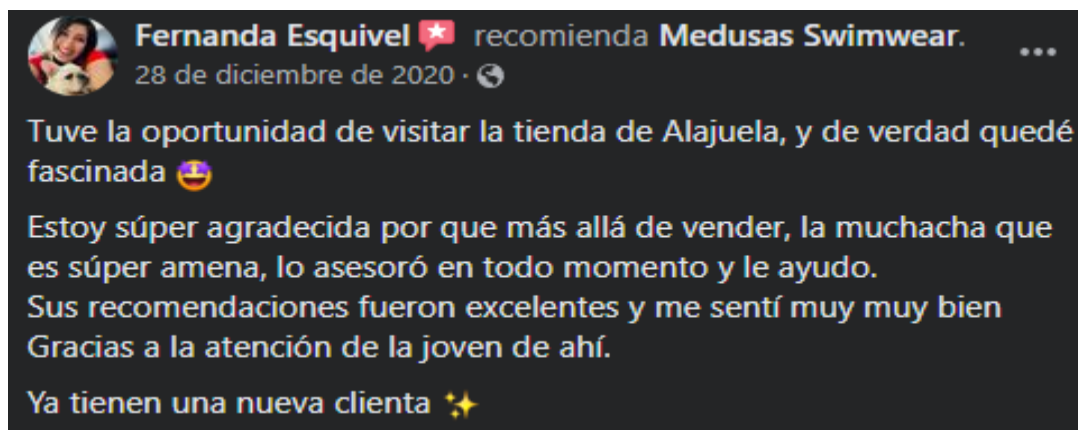 Fernanda Esquivel recomienda Medusas Swimwear.
28 de diciembre de 2020 ·
Tuve la oportunidad de visitar la tienda de Alajuela, y de verdad quedé
fascinada 🤩
Estoy súper agradecida por que más allá de vender, la muchacha que
es súper amena, lo asesoró en todo momento y le ayudo.
Sus recomendaciones fueron excelentes y me sentí muy muy bien
Gracias a la atención de la joven de ahí.
Ya tienen una nueva clienta ✨